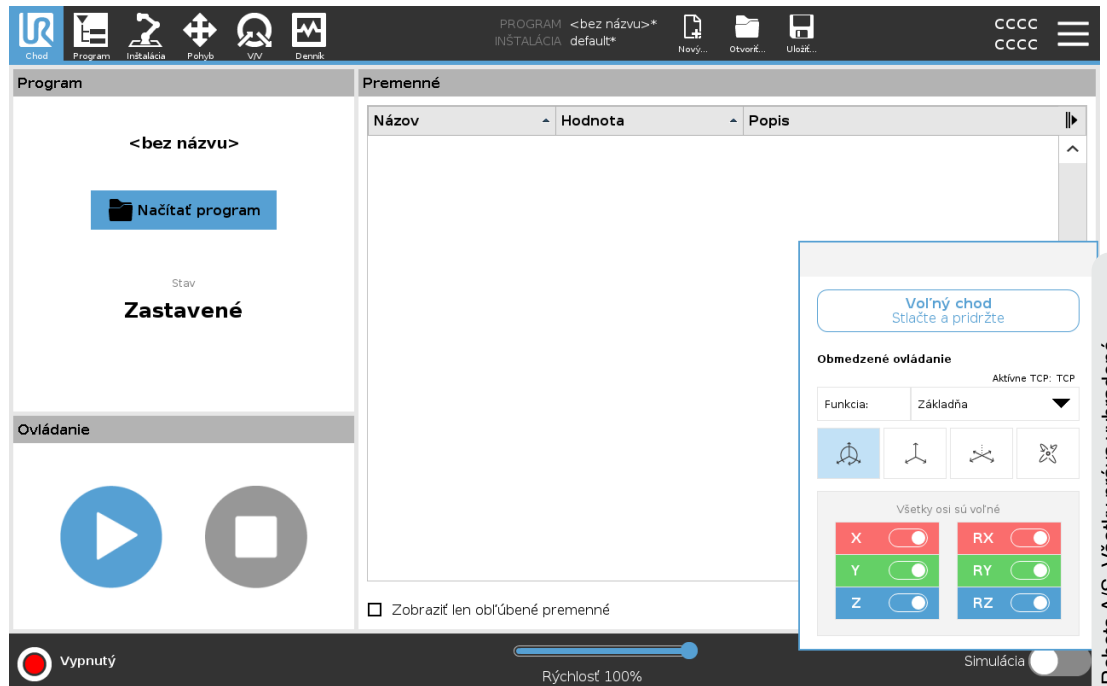 UR
Chod
Program
Inštalácia
Pohyb
V/V
Denník
PROGRAM <bez názvu>*
INŠTALÁCIA default*
Nový...
Otvoriť...
Uložiť...
CCCC
CCCC
Program
<bez názvu>
Načítať program
Stav
Zastavené
Ovládanie
Premenné
Názov
Hodnota
Popis
Zobraziť len obľúbené premenné
Voľný chod
Stlačte a pridržte
Obmedzené ovládanie
Aktívne TCP: TCP
Funkcia: Základňa
Všetky osi sú voľné
X RX
Y RY
Z RZ
Vypnutý
Rýchlosť 100%
Simulácia